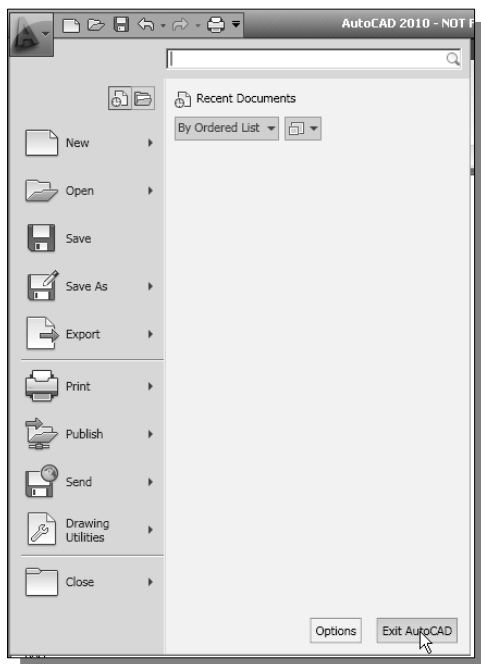 AutoCAD 2010 - NOT F
Recent Documents
By Ordered List
New
Open
Save
Save As
Export
Print
Publish
Send
Drawing
Utilities
Close
Options
Exit AutoCAD